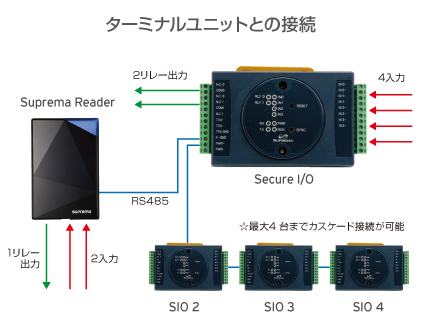 ターミナルユニットとの接続
2リレー出力
4入力
Suprema Reader
RESET
SYNC
SUPREMA
Secure I/O
suprema
RS485
☆最大4 台までカスケード接続が可能
1リレー
出力
2入力
SIO 2
SIO 3
SIO 4